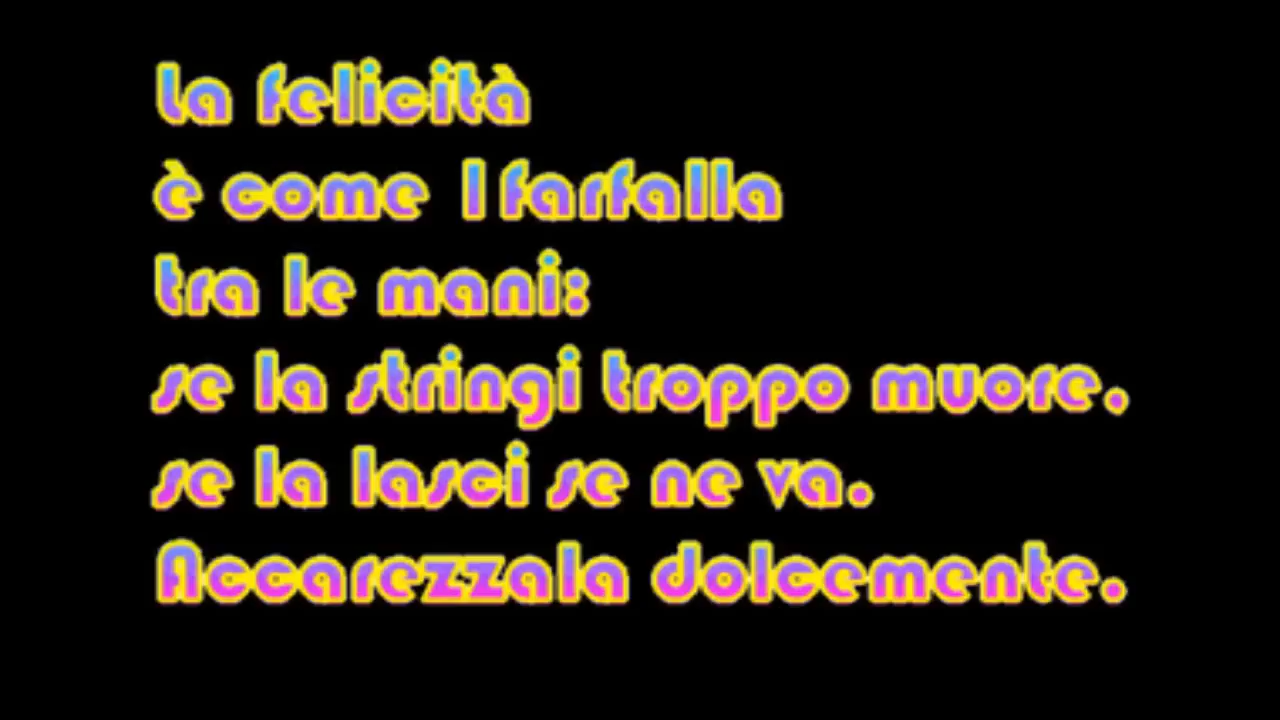 La felicità
è come 1 farfalla
tra le mani:
se la stringi troppo muore,
se la lasci se ne va.
Accarezzala dolcemente.